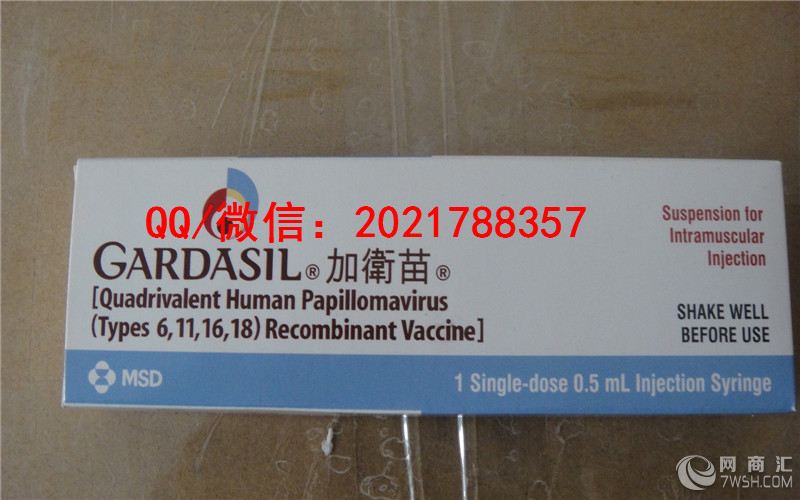 QQ/微信：2021788357
GARDASIL® 加衛苗®
[Quadrivalent Human Papillomavirus
(Types 6,11,16,18) Recombinant Vaccine]
Suspension for
Intramuscular
Injection
SHAKE WELL
BEFORE USE
MSD
1 Single-dose 0.5 mL Injection Syringe
网商汇
7WSH.COM